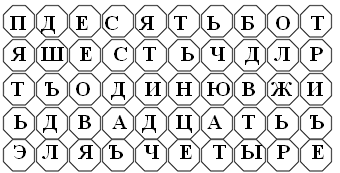 ПДЕСЯТЬБОТ
ЯШЕСТЬЧДЛР
ТЪОДИНЮВЖИ
ЬДВАДЦАТЬЪ
ЭЛЯЪЧЕТЫРЕ